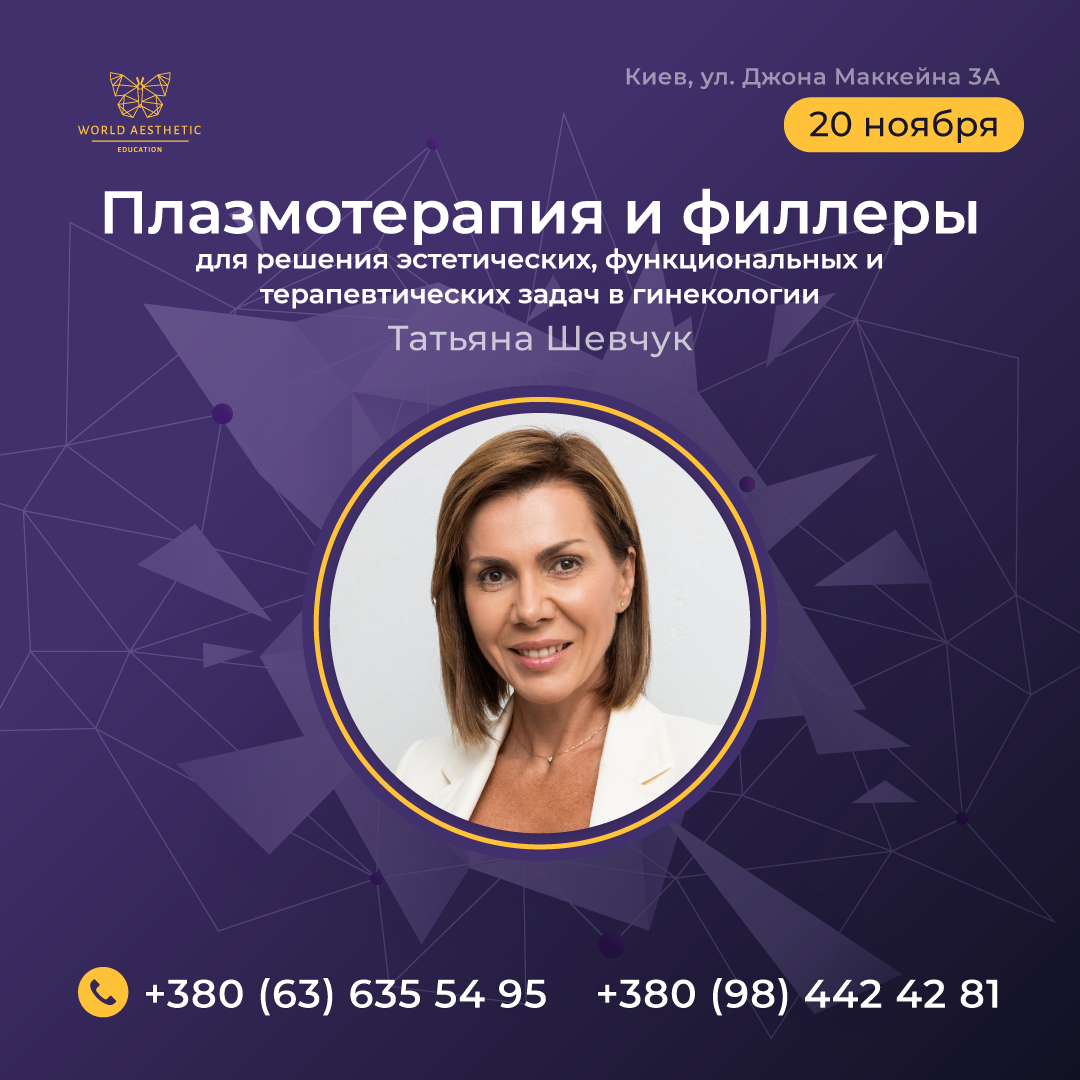 WORLD AESTHETIC
EDUCATION
Киев, ул. Джона Маккейна 3А
20 ноября
Плазмотерапия и филлеры
для решения эстетических, функциональных и
терапевтических задач в гинекологии
Татьяна Шевчук
+380 (63) 635 54 95 +380 (98) 442 42 81